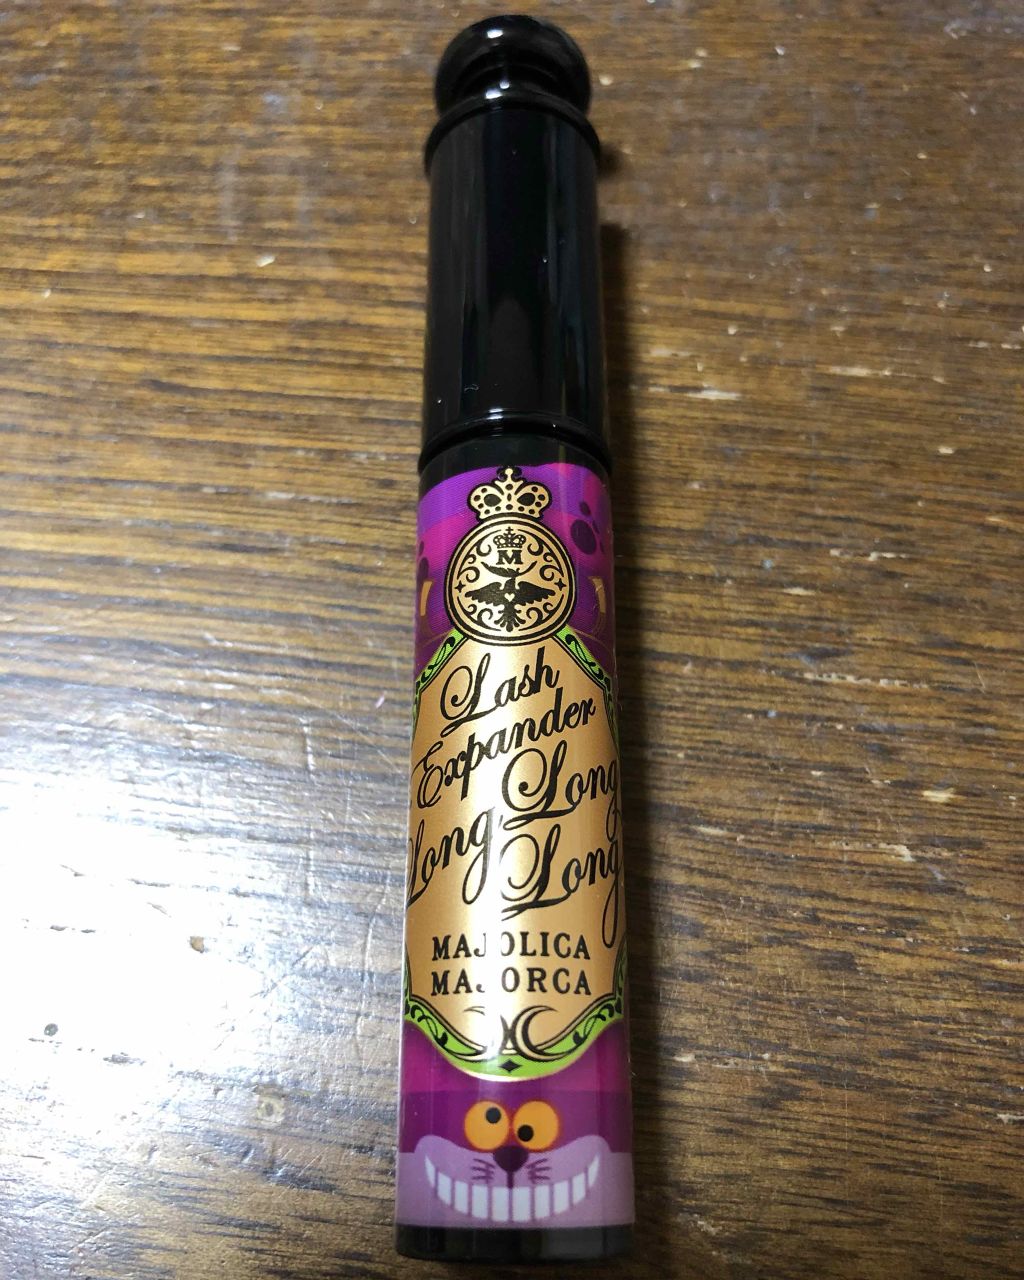 M
Lash
Expander
Long Long
Long
MAJOLICA
MAJORCA